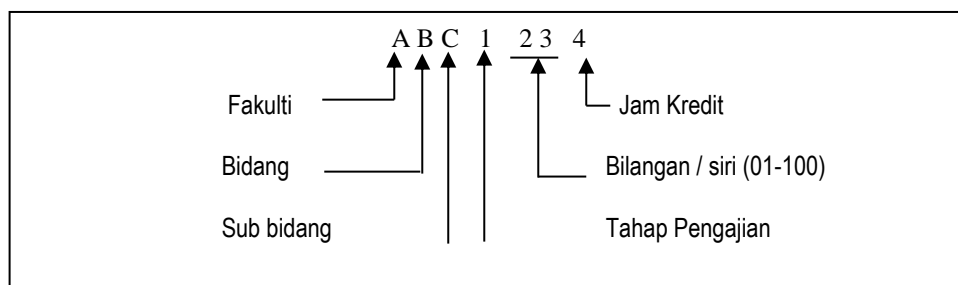 A B C 1 2 3 4
Fakulti Jam Kredit
Bidang Bilangan / siri (01-100)
Sub bidang Tahap Pengajian